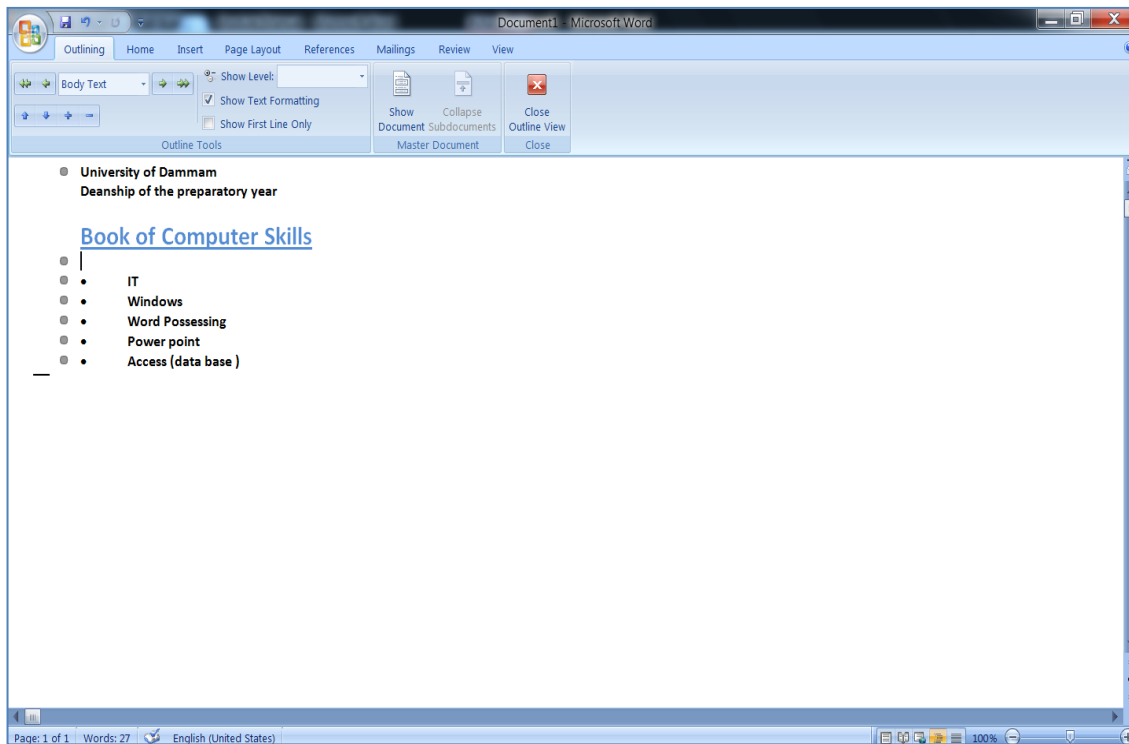 Document1 - Microsoft Word
Outlining Home Insert Page Layout References Mailings Review View
Body Text
Show Level:
Show Text Formatting
Show First Line Only
Outline Tools
Show Document
Collapse Subdocuments
Master Document
Close Outline View
Close
University of Dammam
Deanship of the preparatory year
Book of Computer Skills
• IT
• Windows
• Word Possessing
• Power point
• Access (data base )
Page: 1 of 1 Words: 27 English (United States) 100%